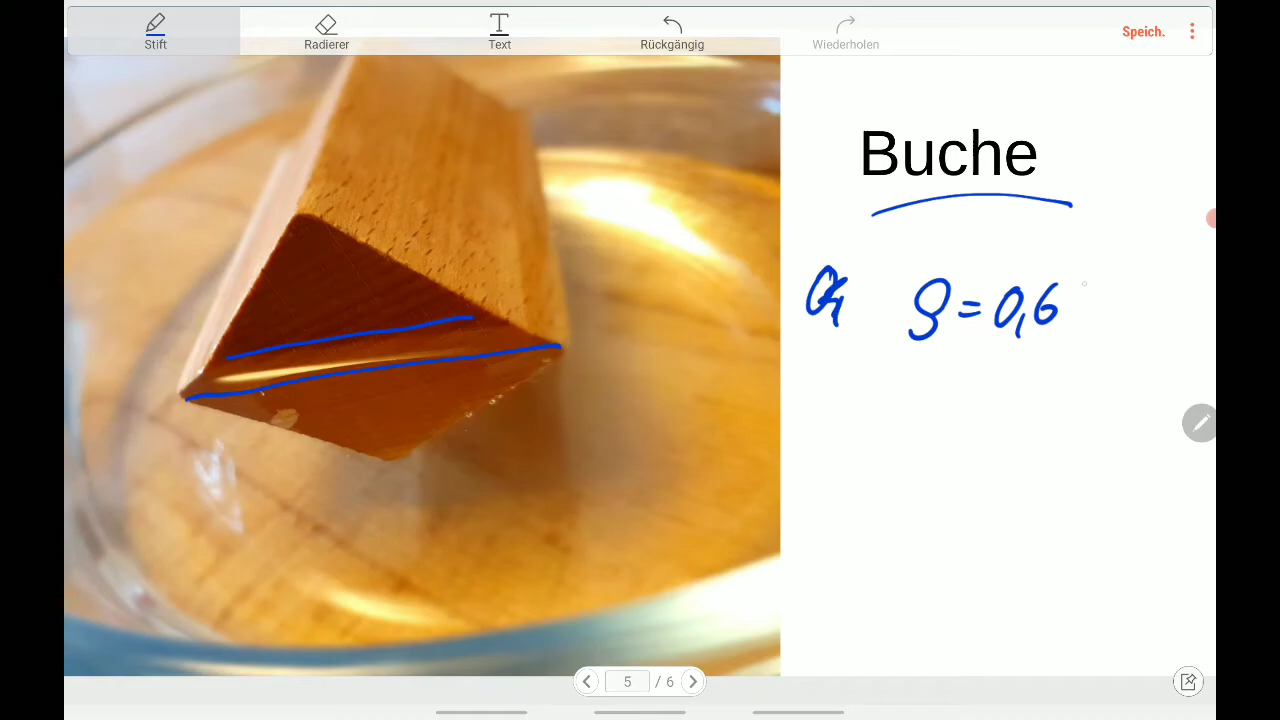 Stift Radierer Text Rückgängig Wiederholen Speich.
Buche
ρ = 0,6
5 / 6